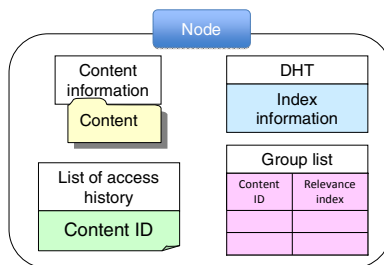 Node
Content
information
Content
DHT
Index
information
List of access
history
Content ID
Group list
Content
ID
Relevance
index